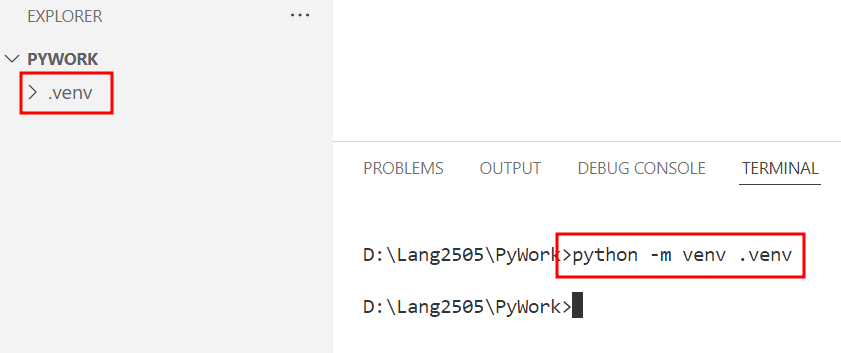 EXPLORER ...
PYWORK
.venv
PROBLEMS OUTPUT DEBUG CONSOLE TERMINAL
D:\Lang2505\PyWork>python -m venv .venv
D:\Lang2505\PyWork>